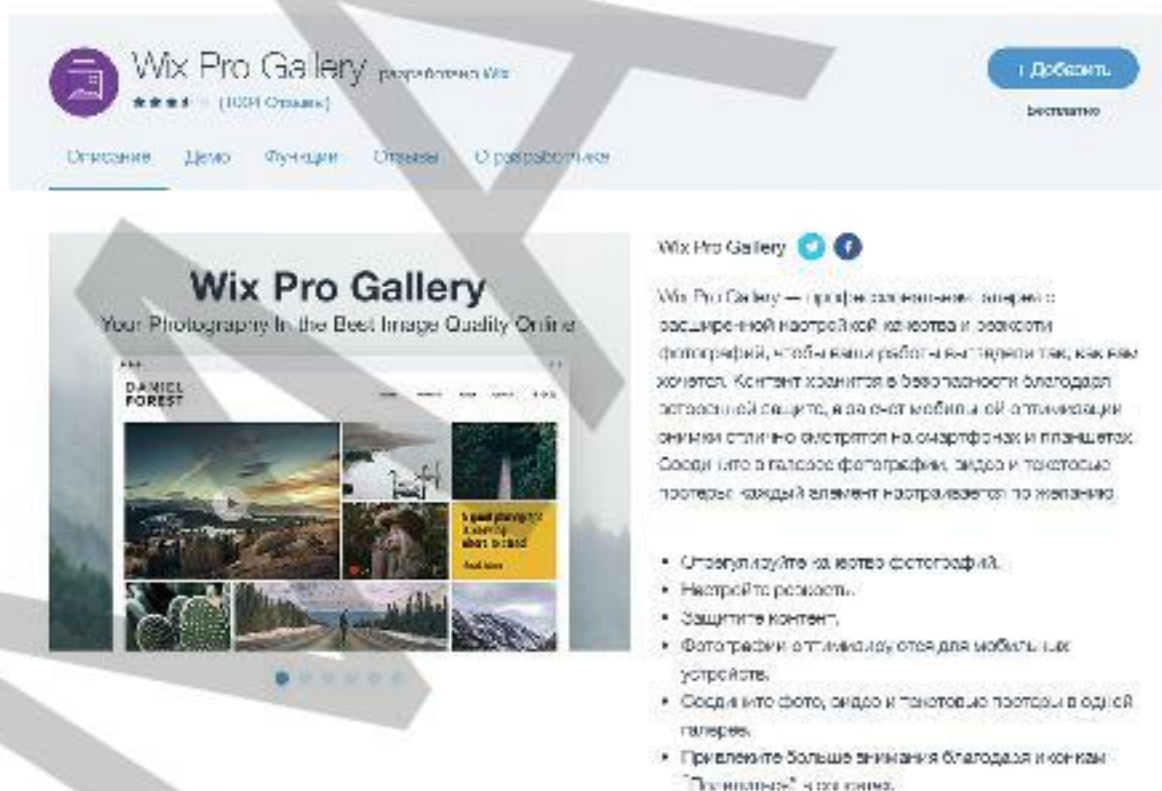 Wix Pro Gallery разработано Wix
+ Добавить
Бесплатно
Описание Демо Функции Отзывы О разработчике
Wix Pro Gallery
Your Photography In the Best Image Quality Online
DANIEL
FOREST
Wix Pro Gallery
Wix Pro Gallery — профессиональная галерея с
расширенной настройкой качества и резкости
фотографий, чтобы ваши работы выглядели так, как вам
хочется. Контент хранится в безопасности благодаря
встроенной защите, а за счет мобильной оптимизации
снимки отлично смотрятся на смартфонах и планшетах.
Соедините в галерее фотографии, видео и текстовые
постеры: каждый элемент настраивается по желанию.
• Отрегулируйте качество фотографий.
• Настройте резкость.
• Защитите контент.
• Фотографии оптимизируются для мобильных
устройств.
• Соедините фото, видео и текстовые постеры в одной
галерее.
• Привлеките больше внимания благодаря иконкам
"Поделиться" в соцсетях.